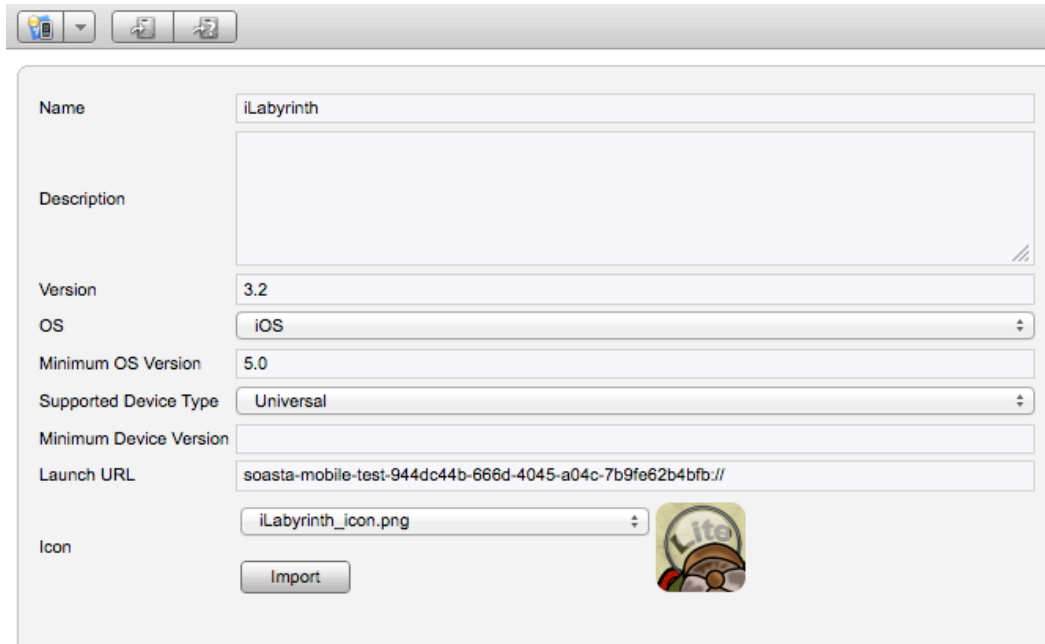 Name iLabyrinth
Description
Version 3.2
OS iOS
Minimum OS Version 5.0
Supported Device Type Universal
Minimum Device Version
Launch URL soasta-mobile-test-944dc44b-666d-4045-a04c-7b9fe62b4bfb://
iLabyrinth_icon.png
Lite
Icon
Import